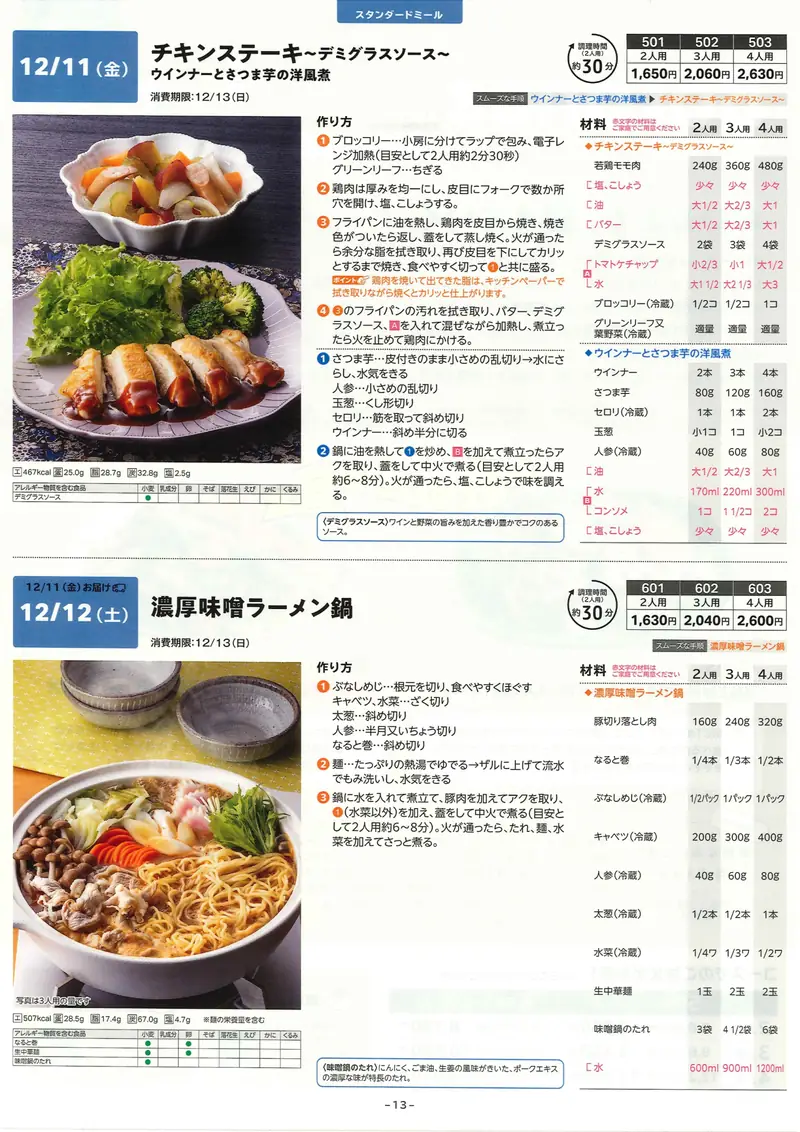 スタンダードミール
12/11(金)
チキンステーキ~デミグラスソース~
ウインナーとさつま芋の洋風煮
消費期限:12/13(日)
調理時間
(2人用)
約30分
501 502 503
2人用 3人用 4人用
1,650円 2,060円 2,630円
スムーズな手順 ウインナーとさつま芋の洋風煮▶チキンステーキ~デミグラスソース~
作り方
1 ブロッコリー…小房に分けてラップで包み、電子レ
ンジ加熱(目安として2人用約2分30秒)
グリーンリーフ…ちぎる
2 鶏肉は厚みを均一にし、皮目にフォークで数か所
穴を開け、塩、こしょうする。
3 フライパンに油を熱し、鶏肉を皮目から焼き、焼き
色がついたら返し、蓋をして蒸し焼く。火が通った
ら余分な脂を拭き取り、再び皮目を下にしてカリッ
とするまで焼き、食べやすく切って1と共に盛る。
ポイント 鶏肉を焼いて出てきた脂は、キッチンペーパーで
拭き取りながら焼くとカリッと仕上がります。
4 3のフライパンの汚れを拭き取り、バター、デミグ
ラスソース、Aを入れて混ぜながら加熱し、煮立っ
たら火を止めて鶏肉にかける。
1 さつま芋…皮付きのまま小さめの乱切り→水にさ
らし、水気をきる
人参…小さめの乱切り
玉葱…くし形切り
セロリ…筋を取って斜め切り
ウインナー…斜め半分に切る
2 鍋に油を熱して1を炒め、Bを加えて煮立ったらア
クを取り、蓋をして中火で煮る(目安として2人用
約6~8分)。火が通ったら、塩、こしょうで味を調え
る。
〈デミグラスソース〉ワインと野菜の旨みを加えた香り豊かでコクのある
ソース。
材料 赤文字の材料は
ご家庭でご用意ください 2人用 3人用 4人用
◆チキンステーキ~デミグラスソース~
若鶏モモ肉 240g 360g 480g
塩、こしょう 少々 少々 少々
油 大1/2 大2/3 大1
バター 大1/2 大2/3 大1
デミグラスソース 2袋 3袋 4袋
A トマトケチャップ 小2/3 小1 大1/2
水 大1 1/2 大2 1/3 大3
ブロッコリー(冷蔵) 1/2コ 1/2コ 1コ
グリーンリーフ又
葉野菜(冷蔵) 適量 適量 適量
◆ウインナーとさつま芋の洋風煮
ウインナー 2本 3本 4本
さつま芋 80g 120g 160g
セロリ(冷蔵) 1本 1本 2本
玉葱 小1コ 1コ 小2コ
人参(冷蔵) 40g 60g 80g
油 大1/2 大2/3 大1
B 水 170ml 220ml 300ml
コンソメ 1コ 1 1/2コ 2コ
塩、こしょう 少々 少々 少々
エ467kcal 蛋25.0g 脂28.7g 炭32.8g 塩2.5g
アレルギー物質を含む食品 小麦 乳成分 卵 そば 落花生 えび かに くるみ
デミグラスソース ●
12/11(金)お届け
12/12(土)
濃厚味噌ラーメン鍋
消費期限:12/13(日)
調理時間
(2人用)
約30分
601 602 603
2人用 3人用 4人用
1,630円 2,040円 2,600円
スムーズな手順 濃厚味噌ラーメン鍋
作り方
1 ぶなしめじ…根元を切り、食べやすくほぐす
キャベツ、水菜…ざく切り
太葱…斜め切り
人参…半月又いちょう切り
なると巻…斜め切り
2 麺…たっぷりの熱湯でゆでる→ザルに上げて流水
でもみ洗いし、水気をきる
3 鍋に水を入れて煮立て、豚肉を加えてアクを取り、
1(水菜以外)を加え、蓋をして中火で煮る(目安と
して2人用約6~8分)。火が通ったら、たれ、麺、水
菜を加えてさっと煮る。
〈味噌鍋のたれ〉にんにく、ごま油、生姜の風味がきいた、ポークエキス
の濃厚な味が特長のたれ。
材料 赤文字の材料は
ご家庭でご用意ください 2人用 3人用 4人用
◆濃厚味噌ラーメン鍋
豚切り落とし肉 160g 240g 320g
なると巻 1/4本 1/3本 1/2本
ぶなしめじ(冷蔵) 1/2パック 1パック 1パック
キャベツ(冷蔵) 200g 300g 400g
人参(冷蔵) 40g 60g 80g
太葱(冷蔵) 1/2本 1/2本 1本
水菜(冷蔵) 1/4ワ 1/3ワ 1/2ワ
生中華麺 1玉 2玉 2玉
味噌鍋のたれ 3袋 4 1/2袋 6袋
水 600ml 900ml 1200ml
写真は3人用の量です
エ507kcal 蛋28.5g 脂17.4g 炭67.0g 塩4.7g ※麺の栄養量を含む
アレルギー物質を含む食品 小麦 乳成分 卵 そば 落花生 えび かに くるみ
なると巻 ● ●
生中華麺 ● ●
味噌鍋のたれ ●
-13-